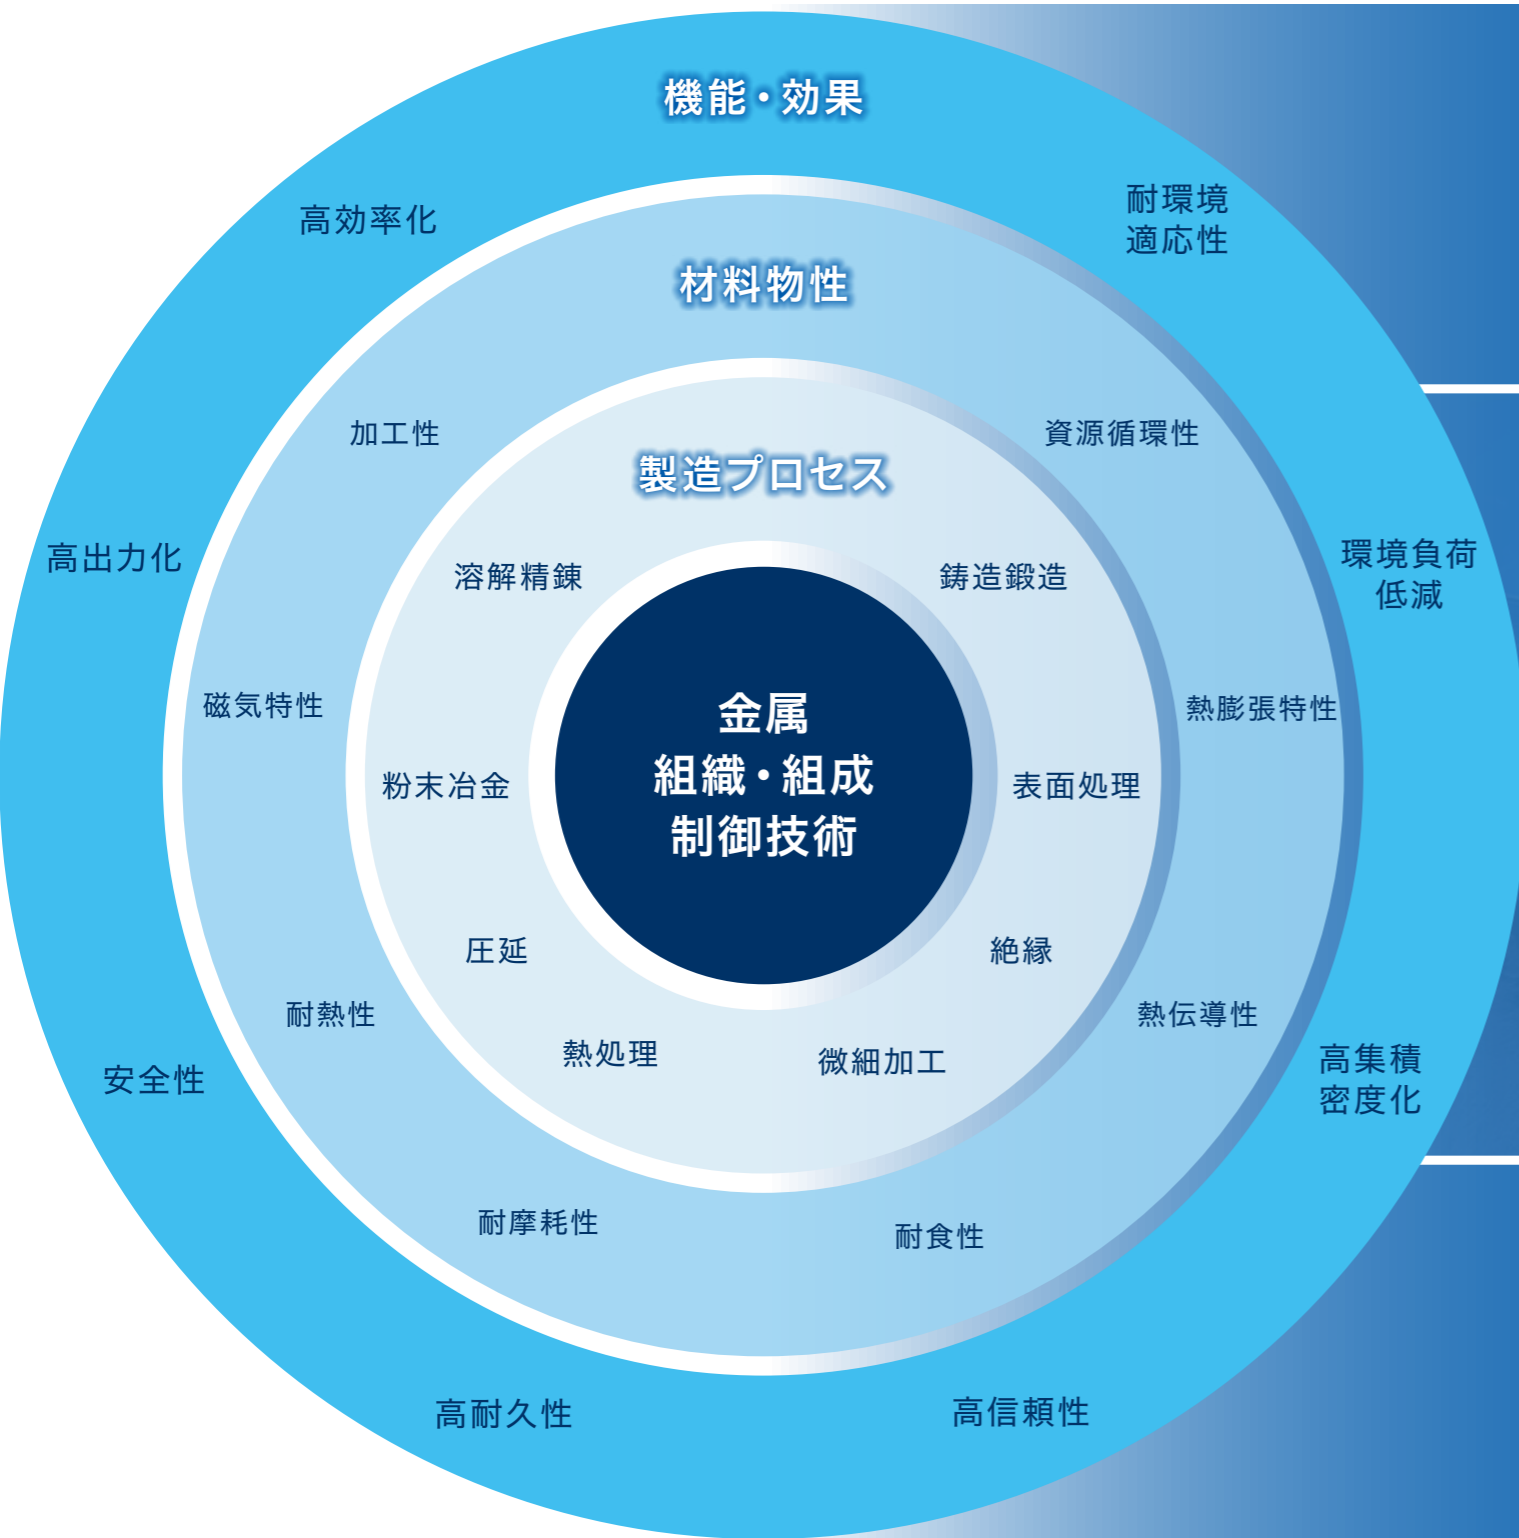 機能・効果
高効率化
耐環境
適応性
高出力化
環境負荷
低減
安全性
高集積
密度化
高耐久性
高信頼性
材料物性
加工性
資源循環性
磁気特性
熱膨張特性
耐熱性
熱伝導性
耐摩耗性
耐食性
製造プロセス
溶解精錬
鋳造鍛造
粉末冶金
表面処理
圧延
絶縁
熱処理
微細加工
金属
組織・組成
制御技術